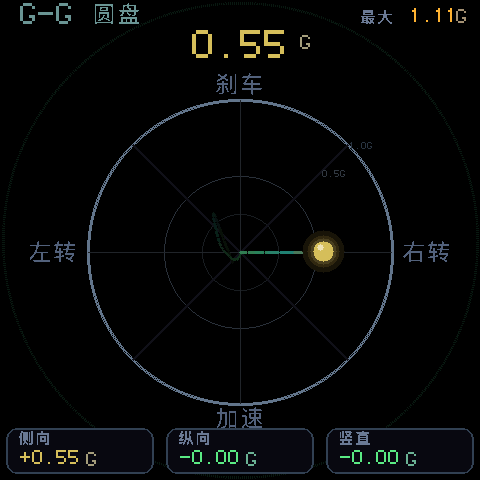 G-G 圆盘
最大 1.11G
0.55 G
刹车
1.0G
0.5G
左转
右转
加速
侧向
+0.55 G
纵向
-0.00 G
竖直
-0.00 G